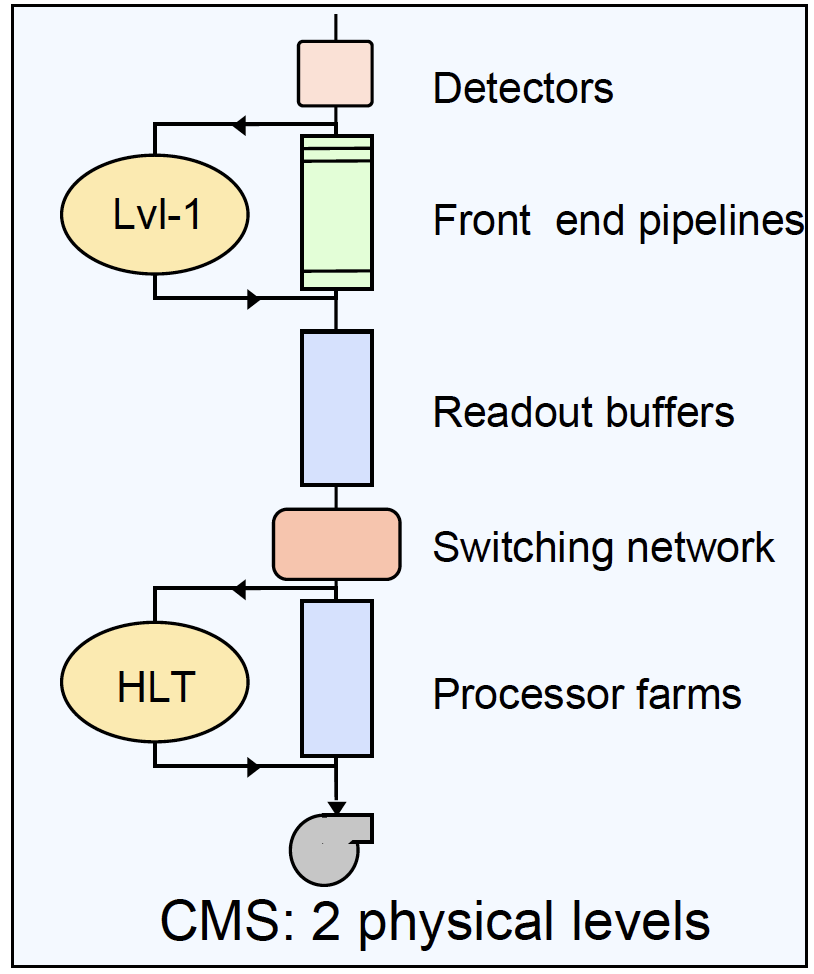 Detectors
Lvl-1
Front end pipelines
Readout buffers
Switching network
HLT
Processor farms
CMS: 2 physical levels